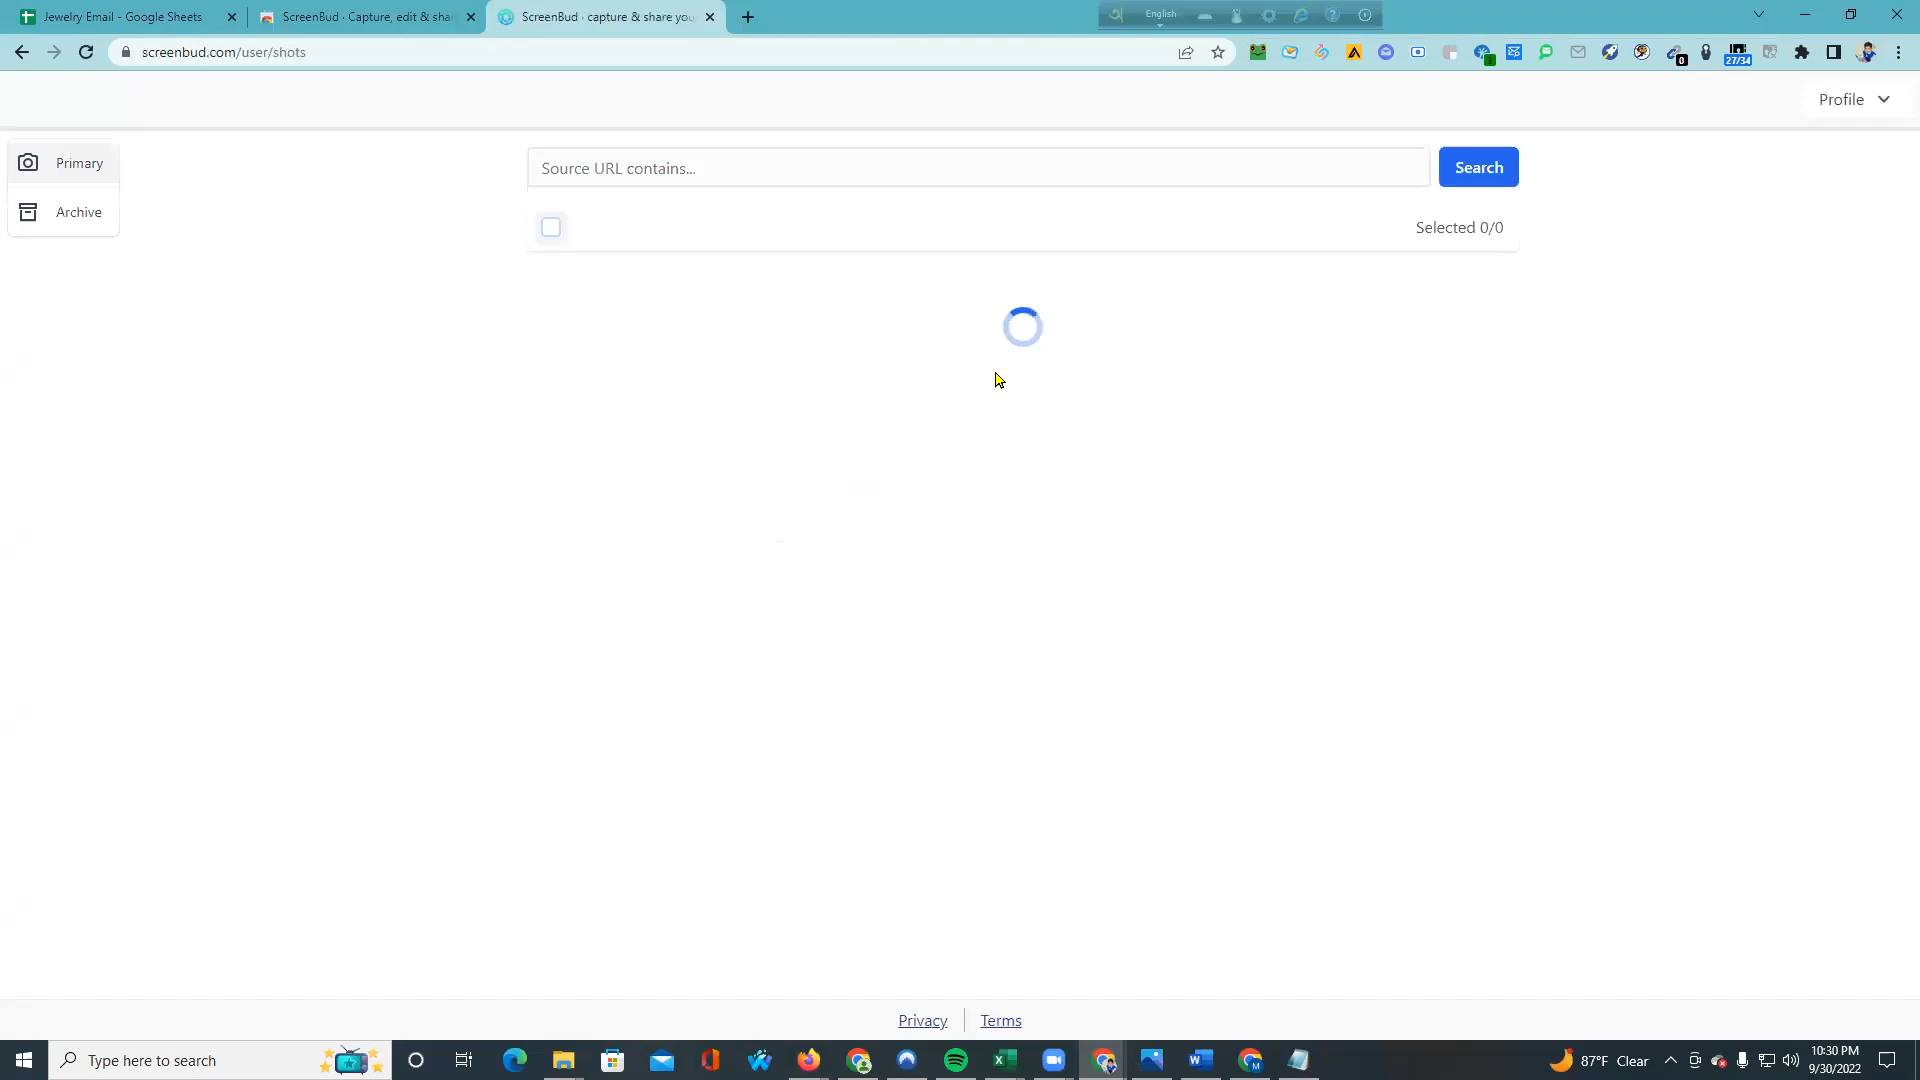 Jewelry Email - Google Sheets
ScreenBud · Capture, edit & shar
ScreenBud · capture & share you
English
screenbud.com/user/shots
1
0
27/34
Profile
Primary
Archive
Source URL contains...
Search
Selected 0/0
Privacy
Terms
Type here to search
87°F Clear
10:30 PM
9/30/2022